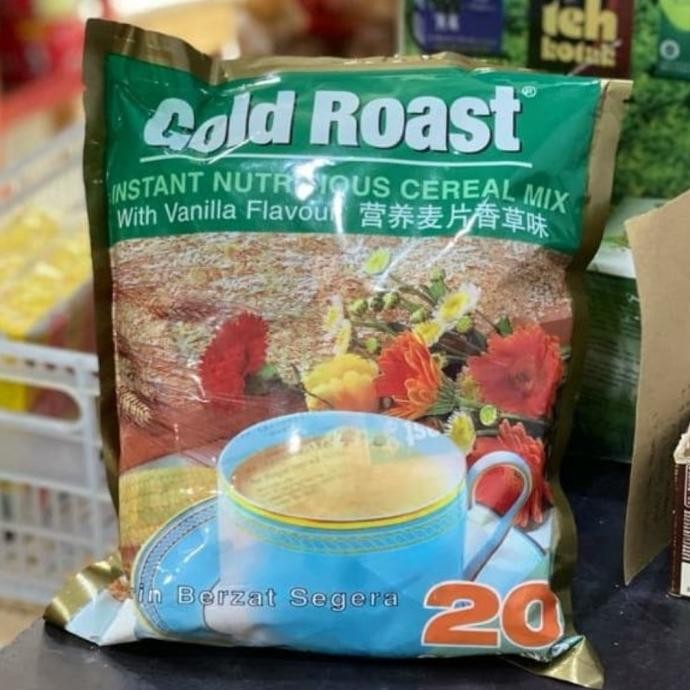 teh
kotak
Gold Roast®
INSTANT NUTRITIOUS CEREAL MIX
With Vanilla Flavour 营养麦片香草味
Berzat Segera
20